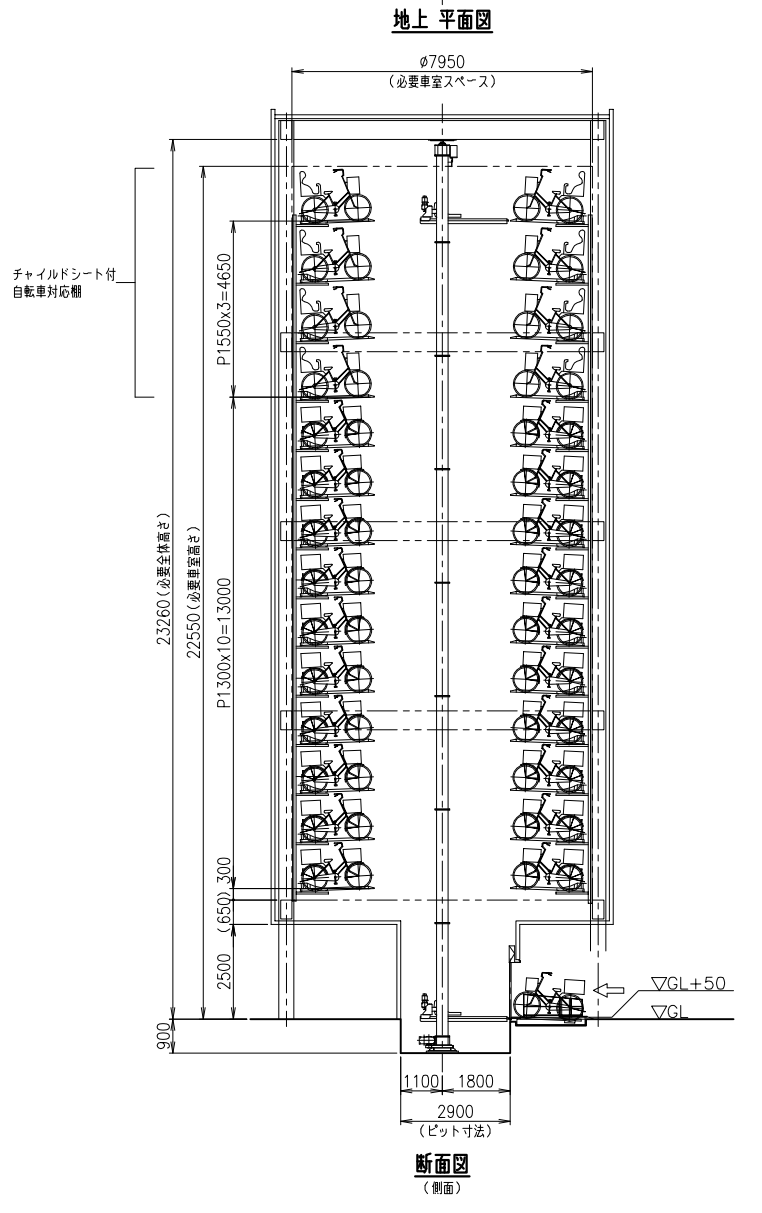 地上 平面図
ø7950
(必要車室スペース)
チャイルドシート付
自転車対応棚
P1550x3=4650
23260(必要全体高さ)
22550(必要車室高さ)
P1300x10=13000
300
(650)
2500
900
▽GL+50
▽GL
1100
1800
2900
(ピット寸法)
断面図
(側面)